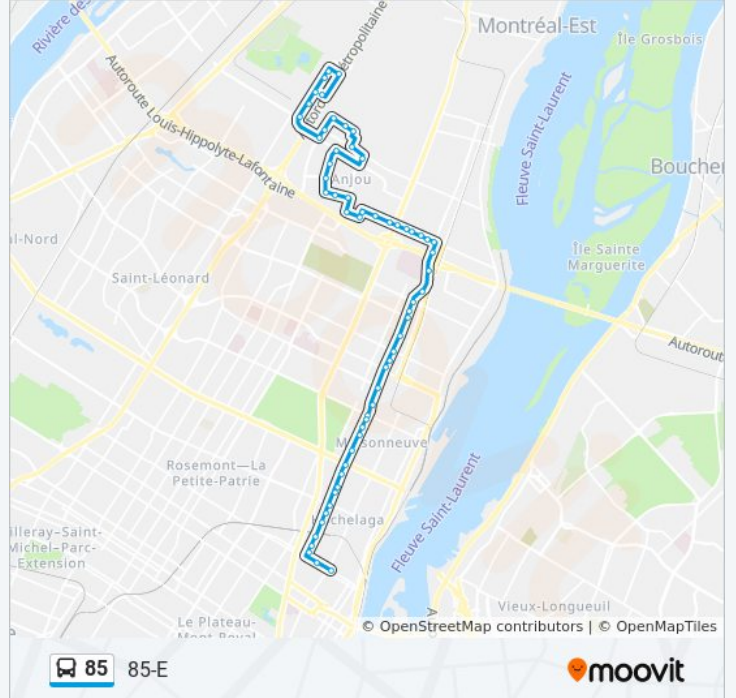 Rivière des
Métropolitaine
Montréal-Est
Île Grosbois
Autoroute Louis-Hippolyte-Lafontaine
Fleuve Saint-Laurent
Anjou
Boucher
al-Nord
Saint-Léonard
Île Sainte
Marguerite
Autorout
Maisonneuve
Rosemont—La
Petite-Patrie
Hochelaga
Fleuve Saint-Laurent
illeray–Saint-
Michel–Parc-
Extension
Le Plateau-
Mont-Royal
Vieux-Longueuil
© OpenStreetMap contributors | © OpenMapTiles
85 85-E
moovit